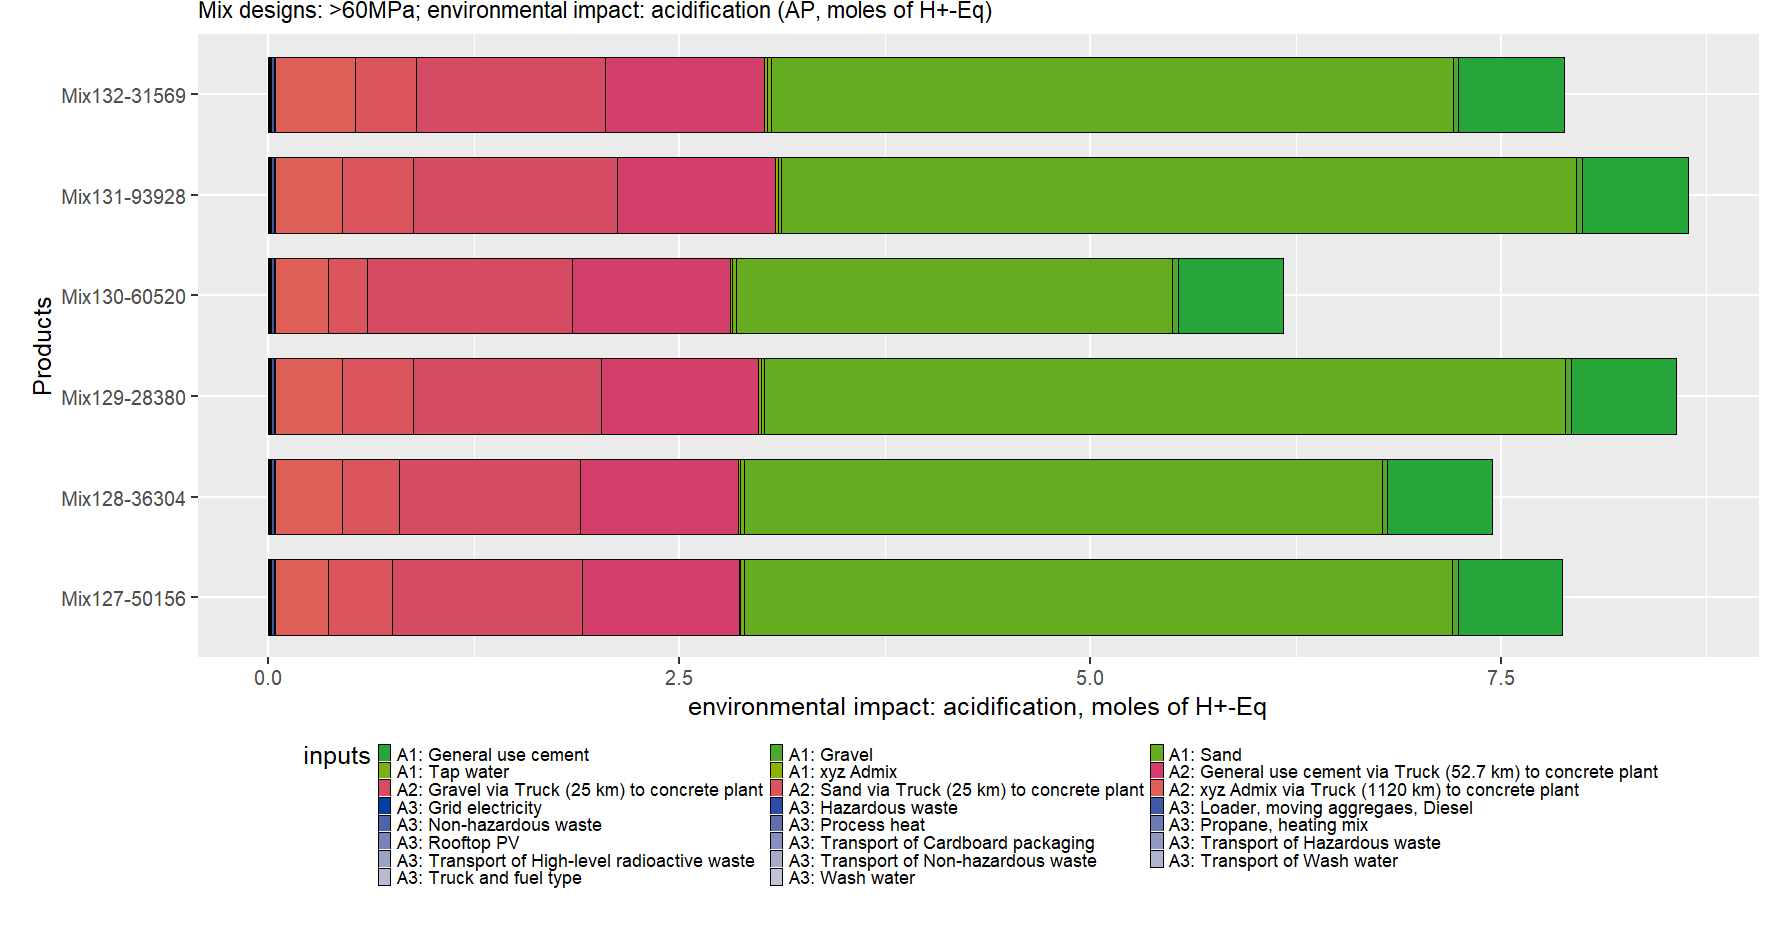 Mix designs: >60MPa; environmental impact: acidification (AP, moles of H+-Eq)
Products
Mix132-31569
Mix131-93928
Mix130-60520
Mix129-28380
Mix128-36304
Mix127-50156
0.0 2.5 5.0 7.5
environmental impact: acidification, moles of H+-Eq
inputs
A1: General use cement A1: Gravel A1: Sand
A1: Tap water A1: xyz Admix A2: General use cement via Truck (52.7 km) to concrete plant
A2: Gravel via Truck (25 km) to concrete plant A2: Sand via Truck (25 km) to concrete plant A2: xyz Admix via Truck (1120 km) to concrete plant
A3: Grid electricity A3: Hazardous waste A3: Loader, moving aggregaes, Diesel
A3: Non-hazardous waste A3: Process heat A3: Propane, heating mix
A3: Rooftop PV A3: Transport of Cardboard packaging A3: Transport of Hazardous waste
A3: Transport of High-level radioactive waste A3: Transport of Non-hazardous waste A3: Transport of Wash water
A3: Truck and fuel type A3: Wash water